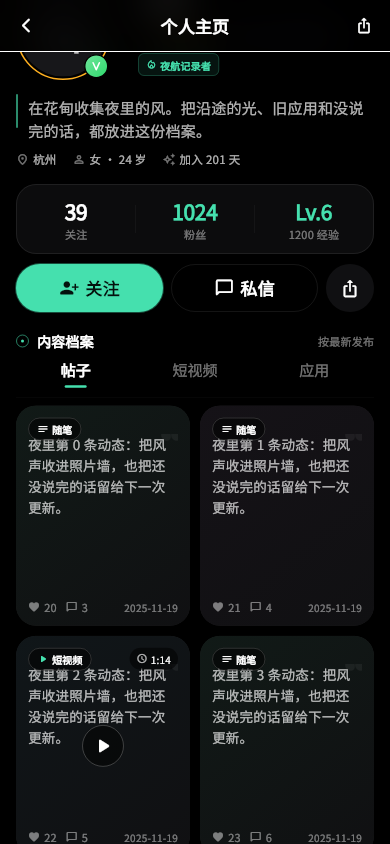 个人主页
V
夜航记录者
在花甸收集夜里的风。把沿途的光、旧应用和没说
完的话，都放进这份档案。
杭州 女 · 24 岁 加入 201 天
39 1024 Lv.6
关注 粉丝 1200 经验
关注 私信
内容档案 按最新发布
帖子 短视频 应用
随笔
夜里第 0 条动态：把风
声收进照片墙，也把还
没说完的话留给下一次
更新。
20 3 2025-11-19
随笔
夜里第 1 条动态：把风
声收进照片墙，也把还
没说完的话留给下一次
更新。
21 4 2025-11-19
短视频 1:14
夜里第 2 条动态：把风
声收进照片墙，也把还
没说完的话留给下一次
更新。
22 5 2025-11-19
随笔
夜里第 3 条动态：把风
声收进照片墙，也把还
没说完的话留给下一次
更新。
23 6 2025-11-19